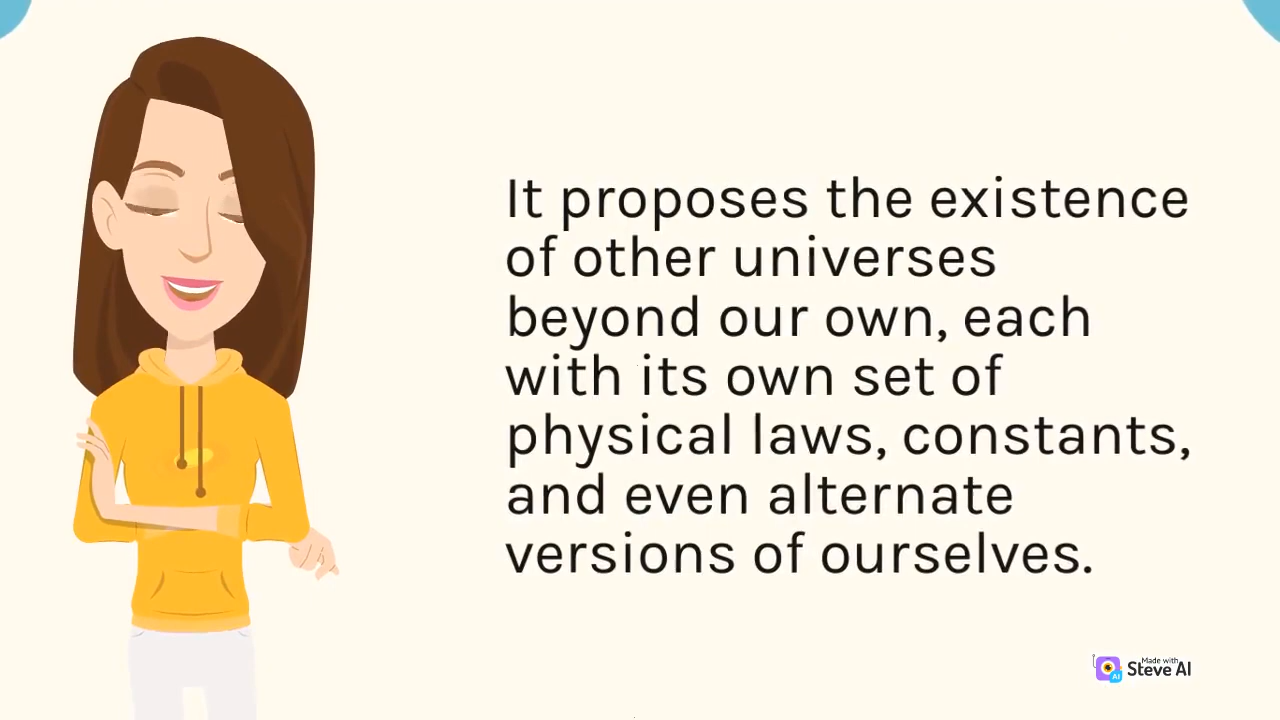 It proposes the existence
of other universes
beyond our own, each
with its own set of
physical laws, constants,
and even alternate
versions of ourselves.
Made with
Steve AI
AI